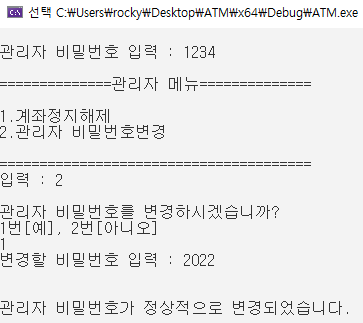 선택 C:₩Users₩rocky₩Desktop₩ATM₩x64₩Debug₩ATM.exe
관리자 비밀번호 입력 : 1234
==============관리자 메뉴==============
1.계좌정지해제
2.관리자 비밀번호변경
=======================================
입력 : 2
관리자 비밀번호를 변경하시겠습니까?
1번[예], 2번[아니오]
1
변경할 비밀번호 입력 : 2022
관리자 비밀번호가 정상적으로 변경되었습니다.